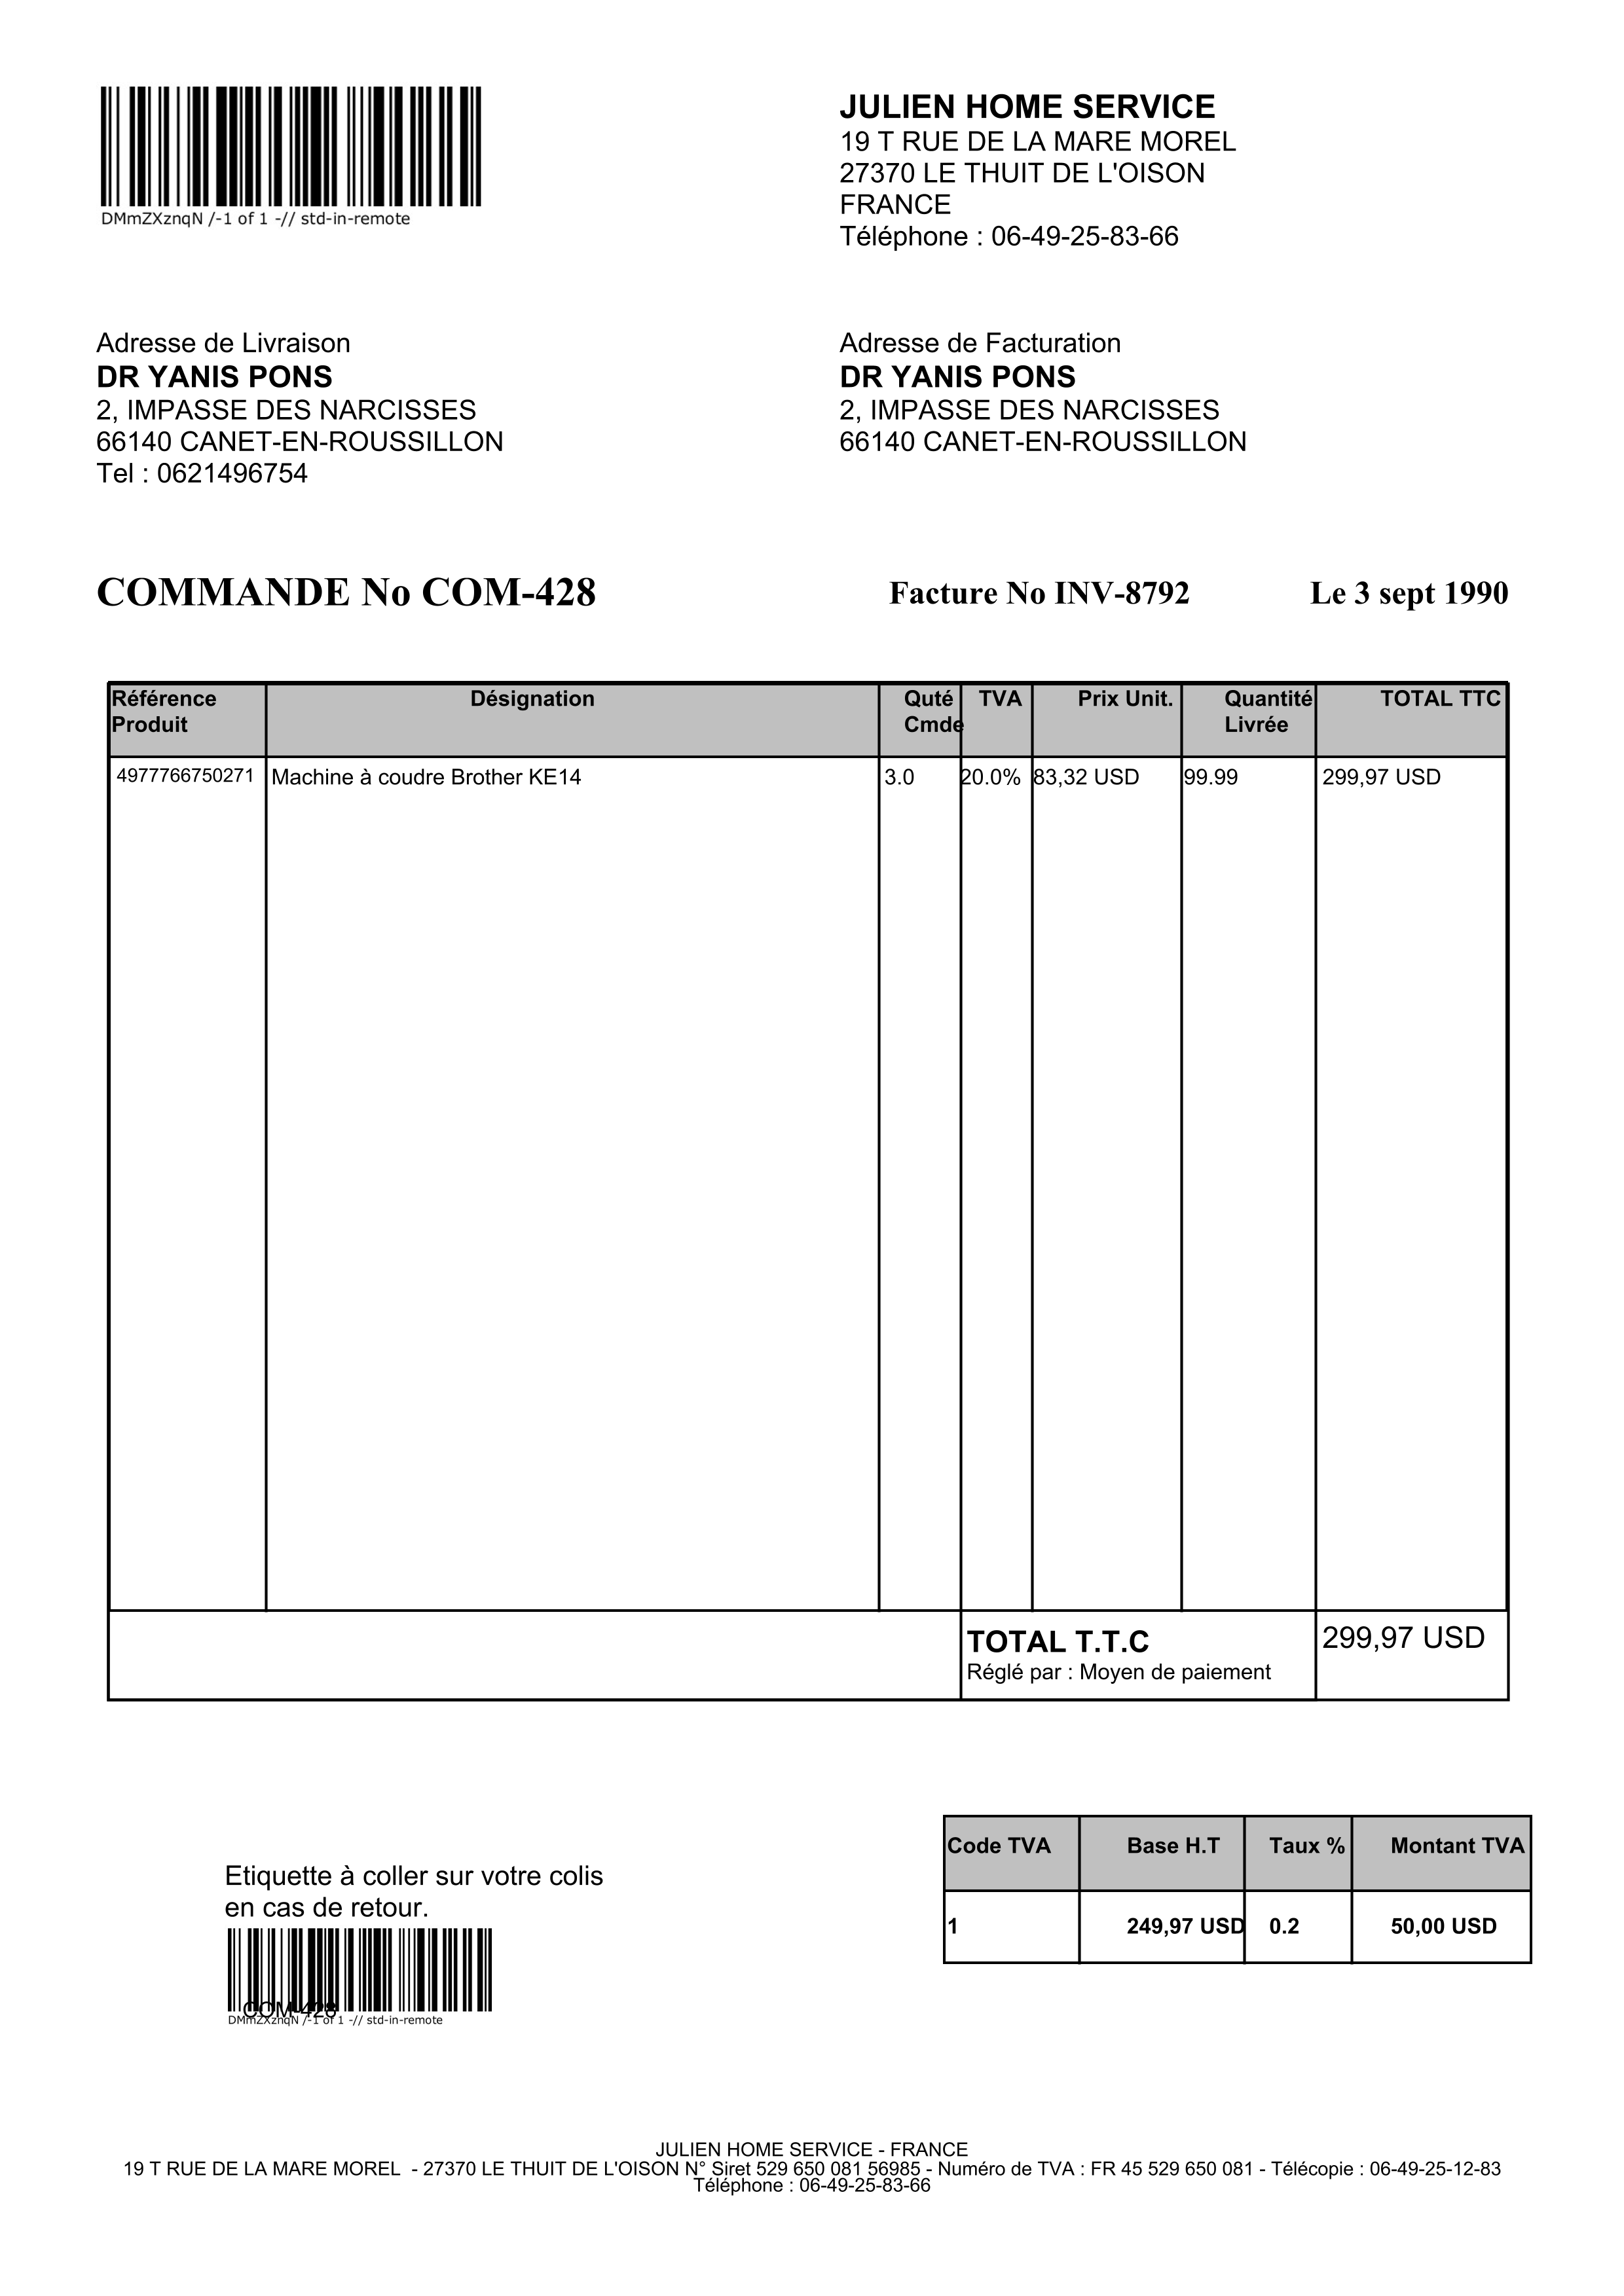 DMmZXznqN /-1 of 1 -// std-in-remote
JULIEN HOME SERVICE
19 T RUE DE LA MARE MOREL
27370 LE THUIT DE L'OISON
FRANCE
Téléphone : 06-49-25-83-66
Adresse de Livraison
DR YANIS PONS
2, IMPASSE DES NARCISSES
66140 CANET-EN-ROUSSILLON
Tel : 0621496754
Adresse de Facturation
DR YANIS PONS
2, IMPASSE DES NARCISSES
66140 CANET-EN-ROUSSILLON
COMMANDE No COM-428 Facture No INV-8792 Le 3 sept 1990
Référence Produit Désignation Quté Cmde TVA Prix Unit. Quantité Livrée TOTAL TTC
4977766750271 Machine à coudre Brother KE14 3.0 20.0% 83,32 USD 99.99 299,97 USD
TOTAL T.T.C 299,97 USD
Réglé par : Moyen de paiement
Code TVA Base H.T Taux % Montant TVA
1 249,97 USD 0.2 50,00 USD
Etiquette à coller sur votre colis
en cas de retour.
COM-428
DMmZXznqN /-1 of 1 -// std-in-remote
JULIEN HOME SERVICE - FRANCE
19 T RUE DE LA MARE MOREL - 27370 LE THUIT DE L'OISON N° Siret 529 650 081 56985 - Numéro de TVA : FR 45 529 650 081 - Télécopie : 06-49-25-12-83
Téléphone : 06-49-25-83-66